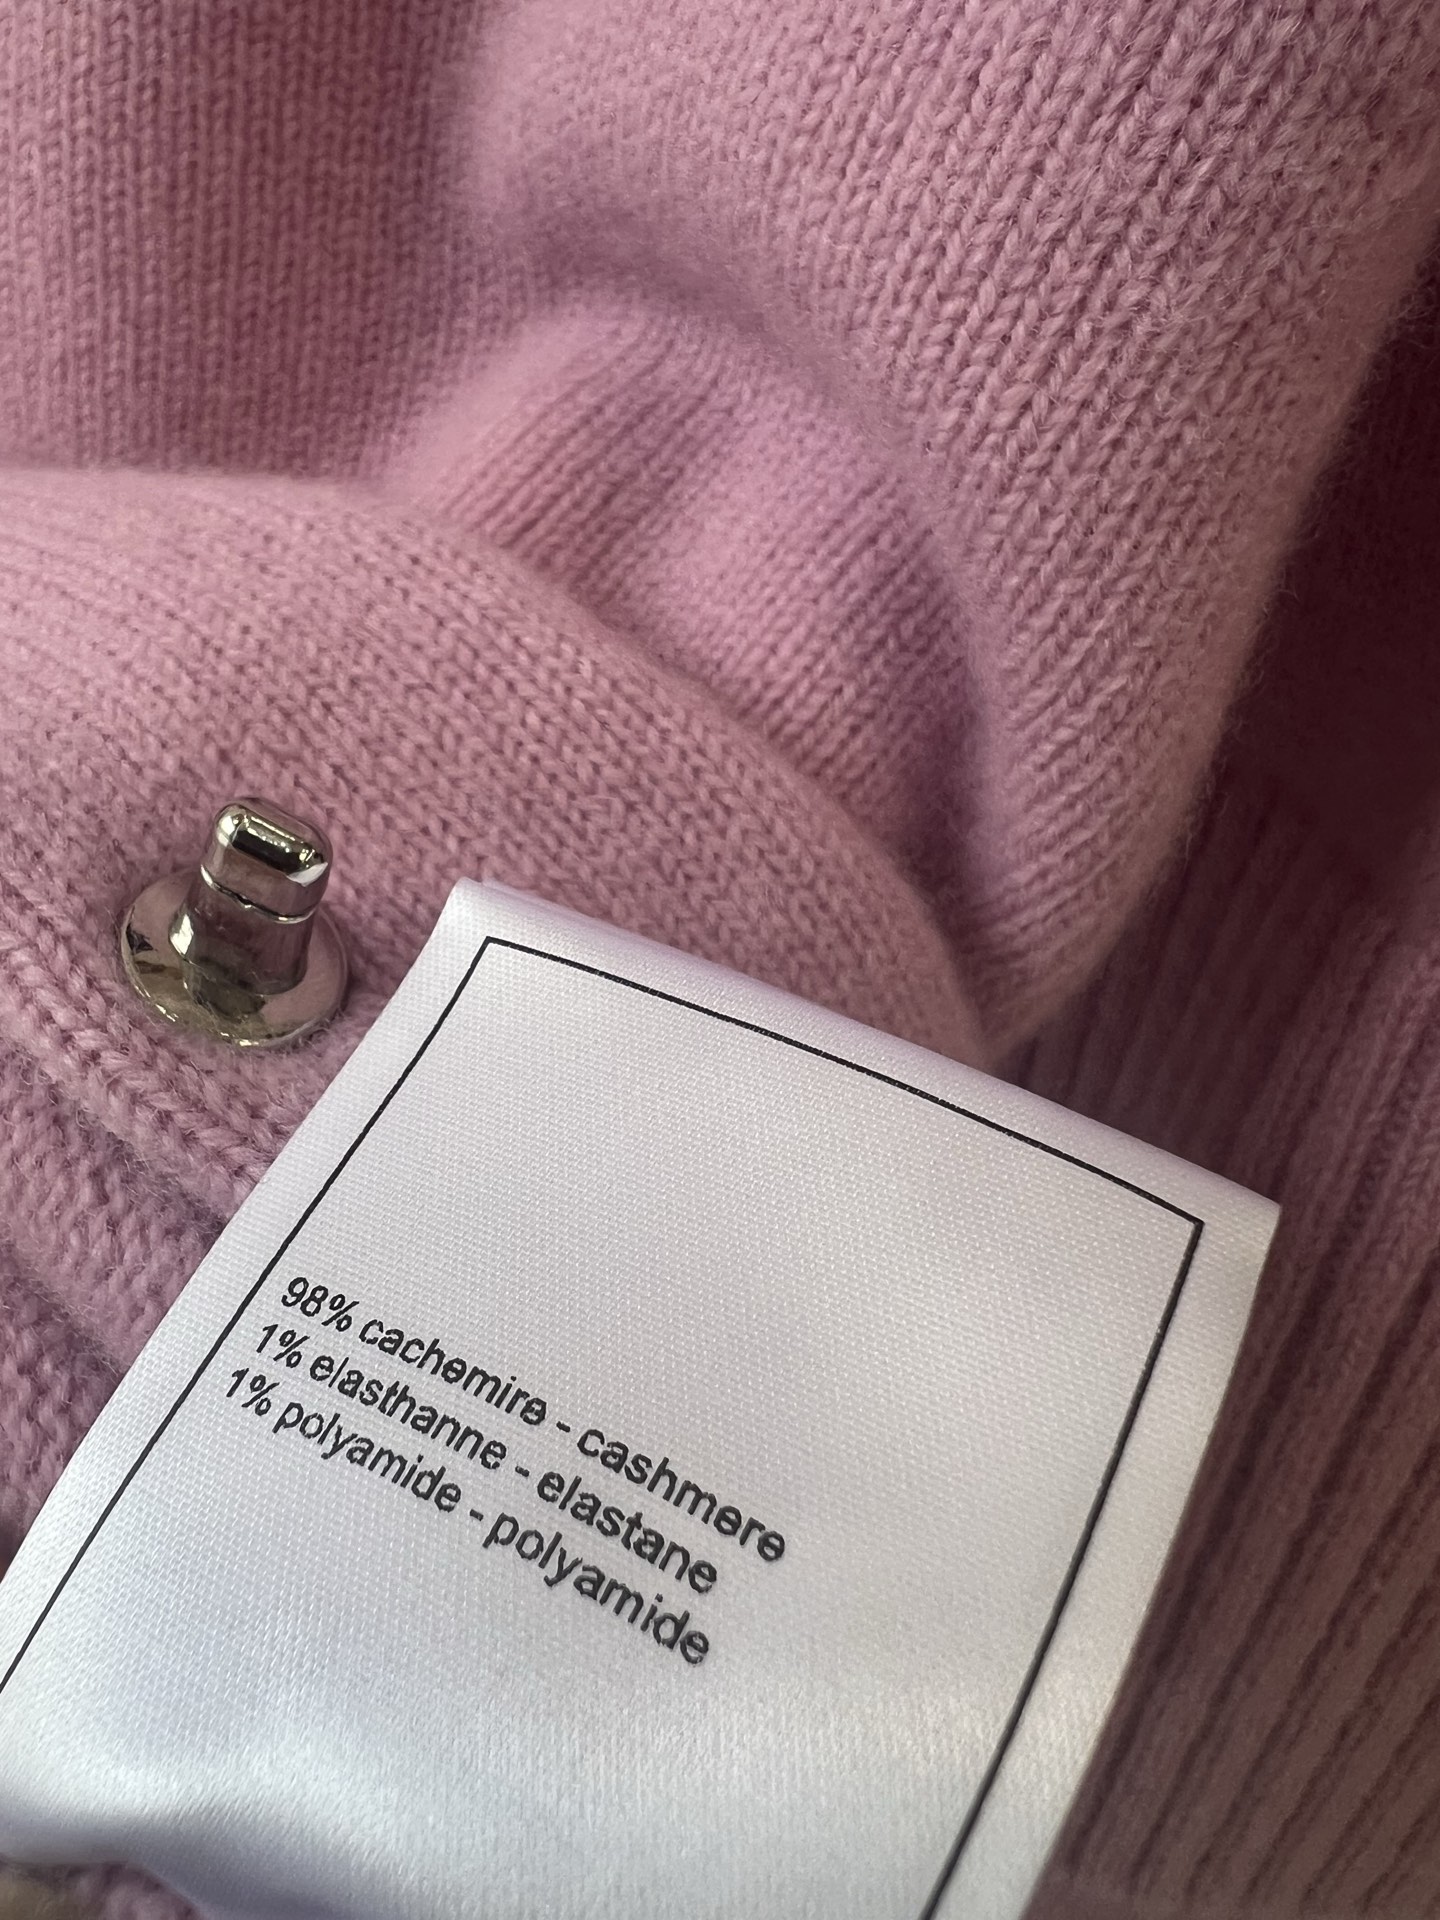 98% cachemire - cashmere
1% elasthanne - elastane
1% polyamide - polyamide